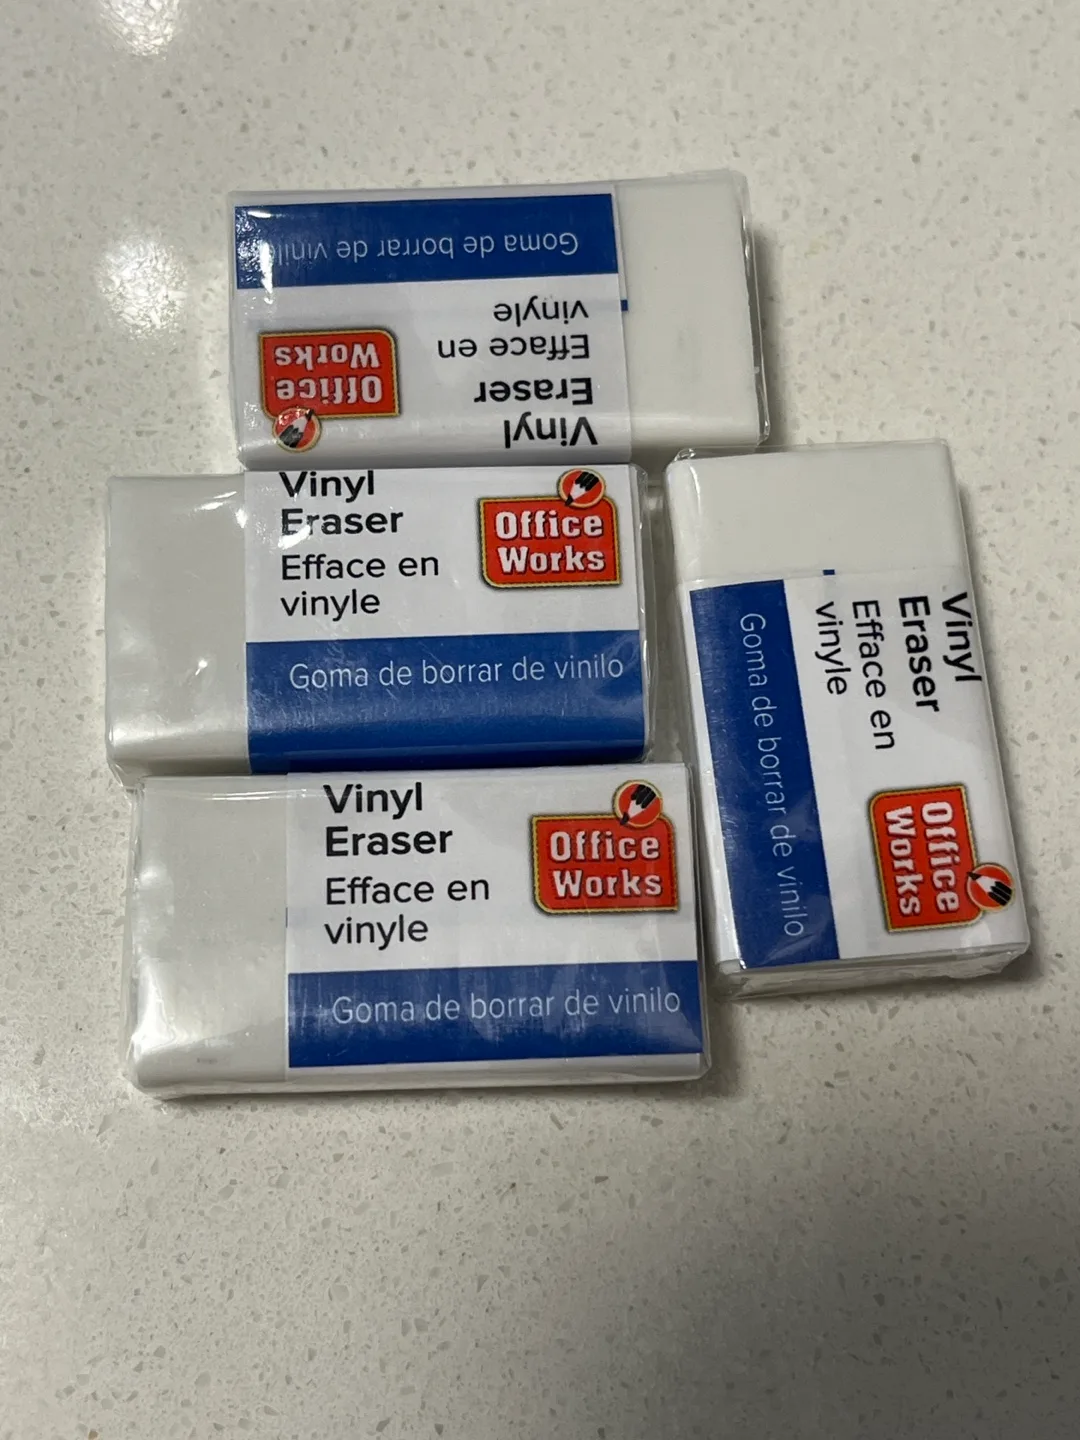 Vinyl
Eraser
Efface en
vinyle
Office
Works
Goma de borrar de vinilo
Vinyl
Eraser
Efface en
vinyle
Office
Works
Goma de borrar de vinilo
Vinyl
Eraser
Efface en
vinyle
Office
Works
Goma de borrar de vinilo
Vinyl
Eraser
Efface en
vinyle
Office
Works
Goma de borrar de vinilo